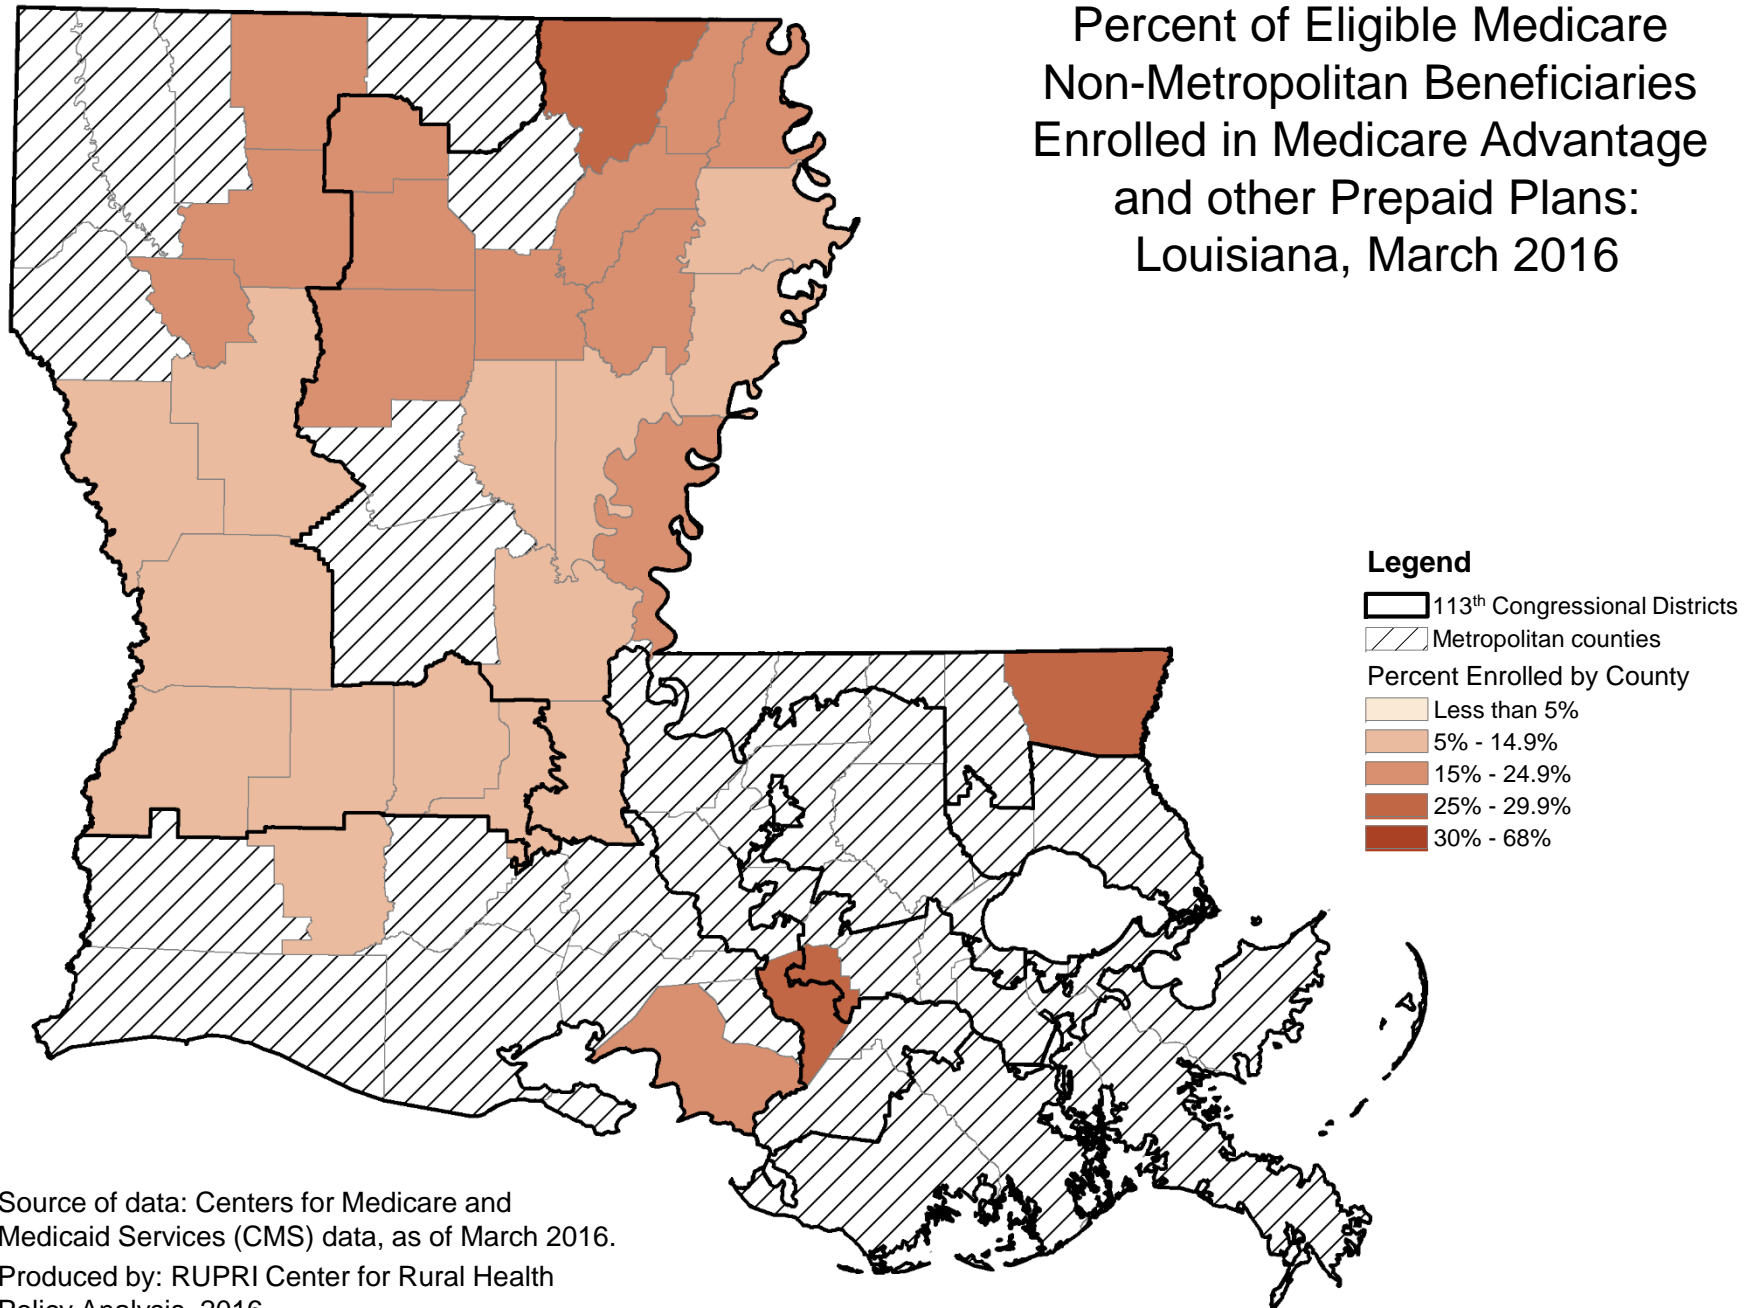 Percent of Eligible Medicare
Non-Metropolitan Beneficiaries
Enrolled in Medicare Advantage
and other Prepaid Plans:
Louisiana, March 2016
Legend
113th Congressional Districts
Metropolitan counties
Percent Enrolled by County
Less than 5%
5% - 14.9%
15% - 24.9%
25% - 29.9%
30% - 68%
Source of data: Centers for Medicare and
Medicaid Services (CMS) data, as of March 2016.
Produced by: RUPRI Center for Rural Health
Policy Analysis, 2016